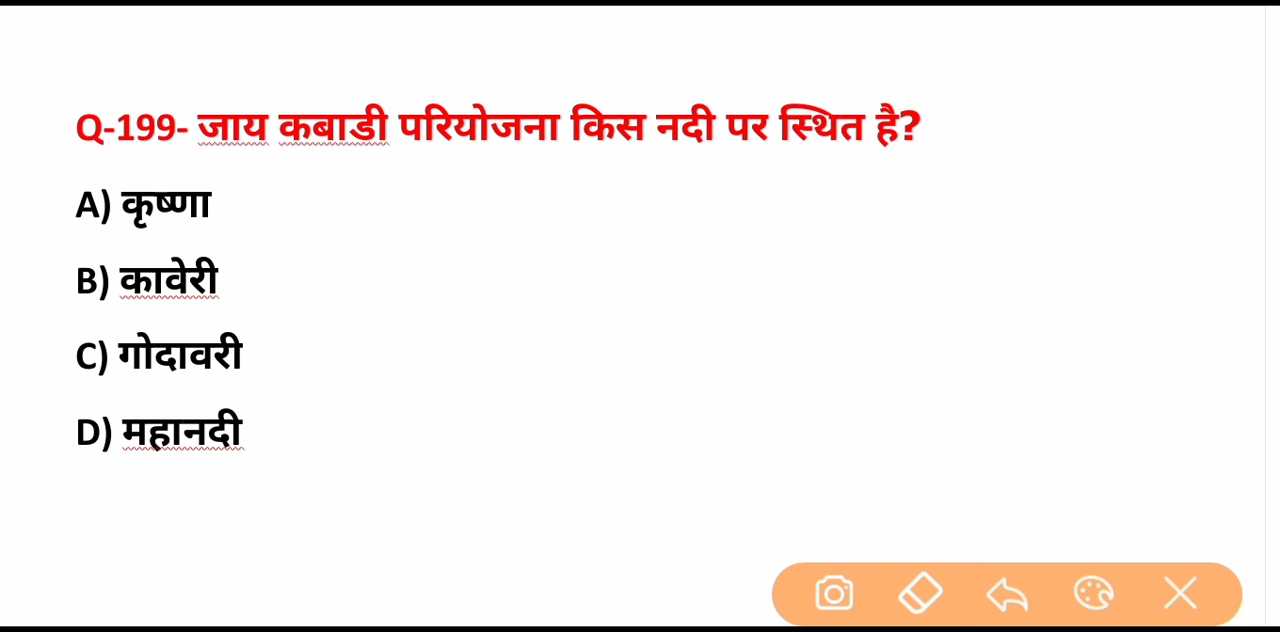 Q-199- जाय कबाडी परियोजना किस नदी पर स्थित है?
A) कृष्णा
B) कावेरी
C) गोदावरी
D) महानदी